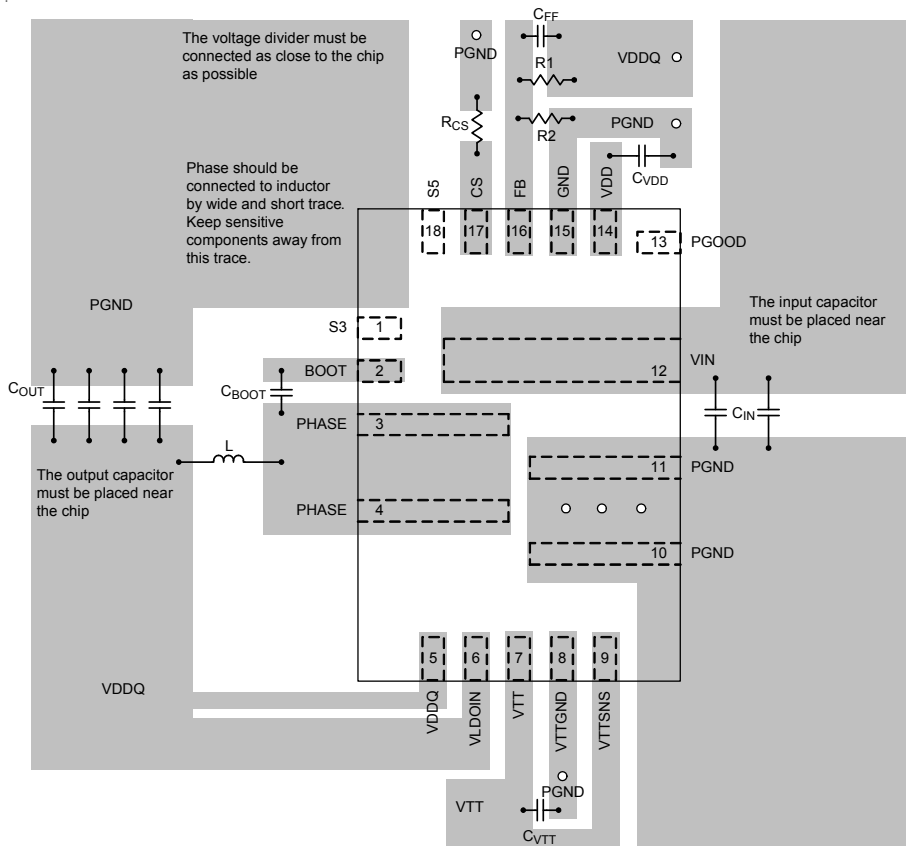 CFF
The voltage divider must be
connected as close to the chip
as possible
PGND
R1
VDDQ
RCS
R2
PGND
CVDD
Phase should be
connected to inductor
by wide and short trace.
Keep sensitive
components away from
this trace.
S5
CS
FB
GND
VDD
18
17
16
15
14
13
PGOOD
PGND
S3
1
The input capacitor
must be placed near
the chip
BOOT
2
12
VIN
COUT
CBOOT
CIN
PHASE
3
L
The output capacitor
must be placed near
the chip
11
PGND
PHASE
4
10
PGND
5
6
7
8
9
VDDQ
VDDQ
VLDOIN
VTT
VTTGND
VTTSNS
PGND
VTT
CVTT